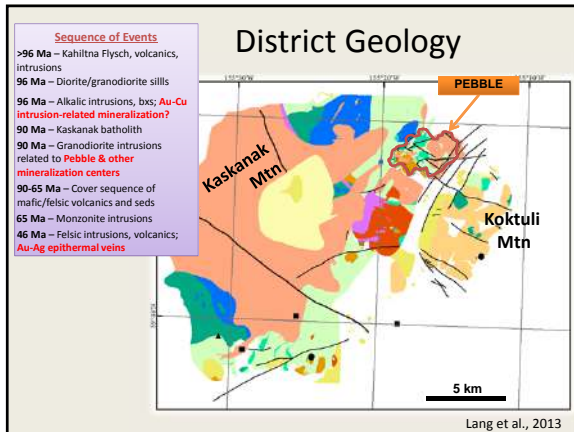 District Geology
Sequence of Events
>96 Ma – Kahiltna Flysch, volcanics,
intrusions
96 Ma – Diorite/granodiorite sillls
96 Ma – Alkalic intrusions, bxs; Au-Cu
intrusion-related mineralization?
90 Ma – Kaskanak batholith
90 Ma – Granodiorite intrusions
related to Pebble & other
mineralization centers
90-65 Ma – Cover sequence of
mafic/felsic volcanics and seds
65 Ma – Monzonite intrusions
46 Ma – Felsic intrusions, volcanics;
Au-Ag epithermal veins
PEBBLE
Kaskanak
Mtn
Koktuli
Mtn
5 km
Lang et al., 2013